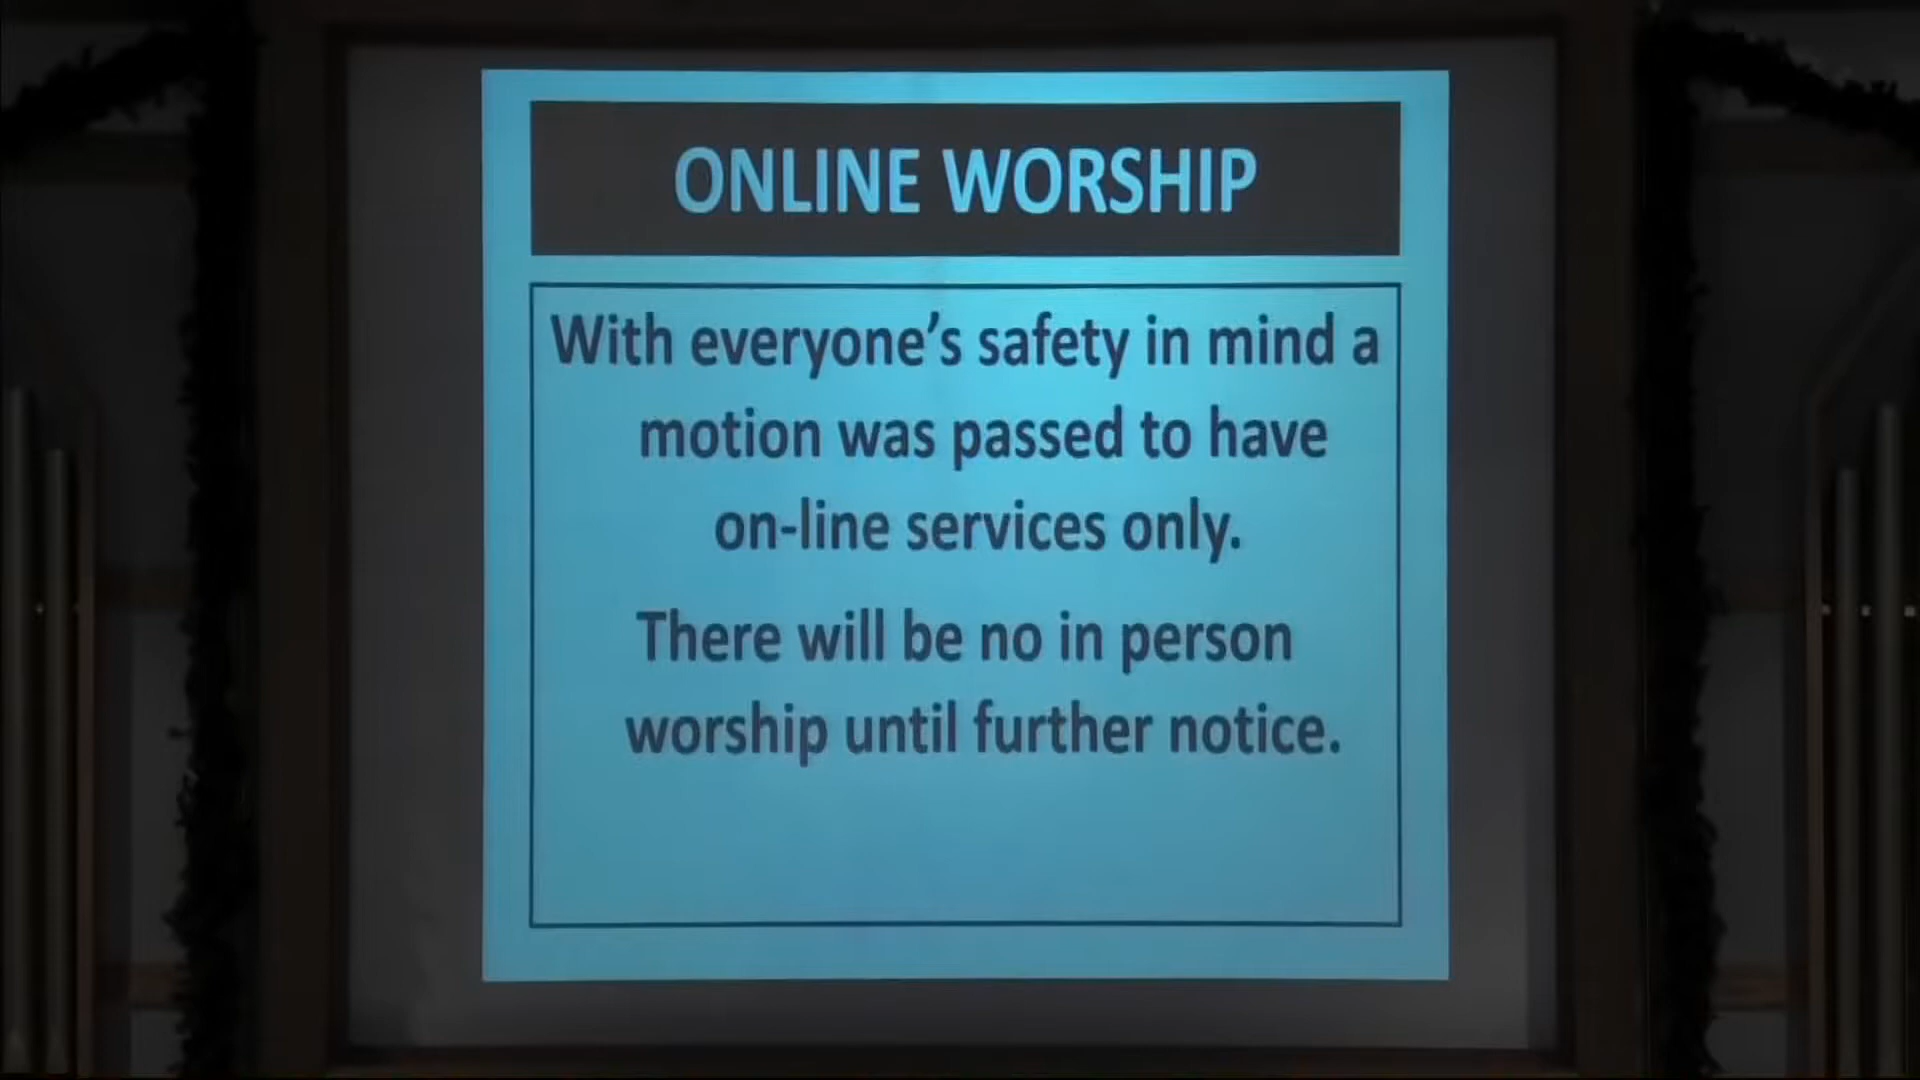 ONLINE WORSHIP
With everyone’s safety in mind a
motion was passed to have
on-line services only.
There will be no in person
worship until further notice.